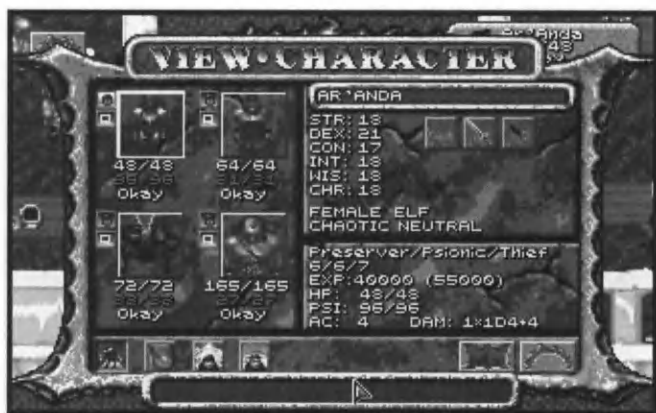 VIEW·CHARACTER
48/48
Okay
64/64
Okay
72/72
Okay
165/165
Okay
AR'ANDA
STR: 18
DEX: 21
CON: 17
INT: 18
WIS: 18
CHR: 18
FEMALE ELF
CHAOTIC NEUTRAL
Preserver/Psionic/Thief
6/6/7
EXP:40000 (55000)
HP: 48/48
PSI: 96/96
AC: 4 DAM: 1×1D4+4